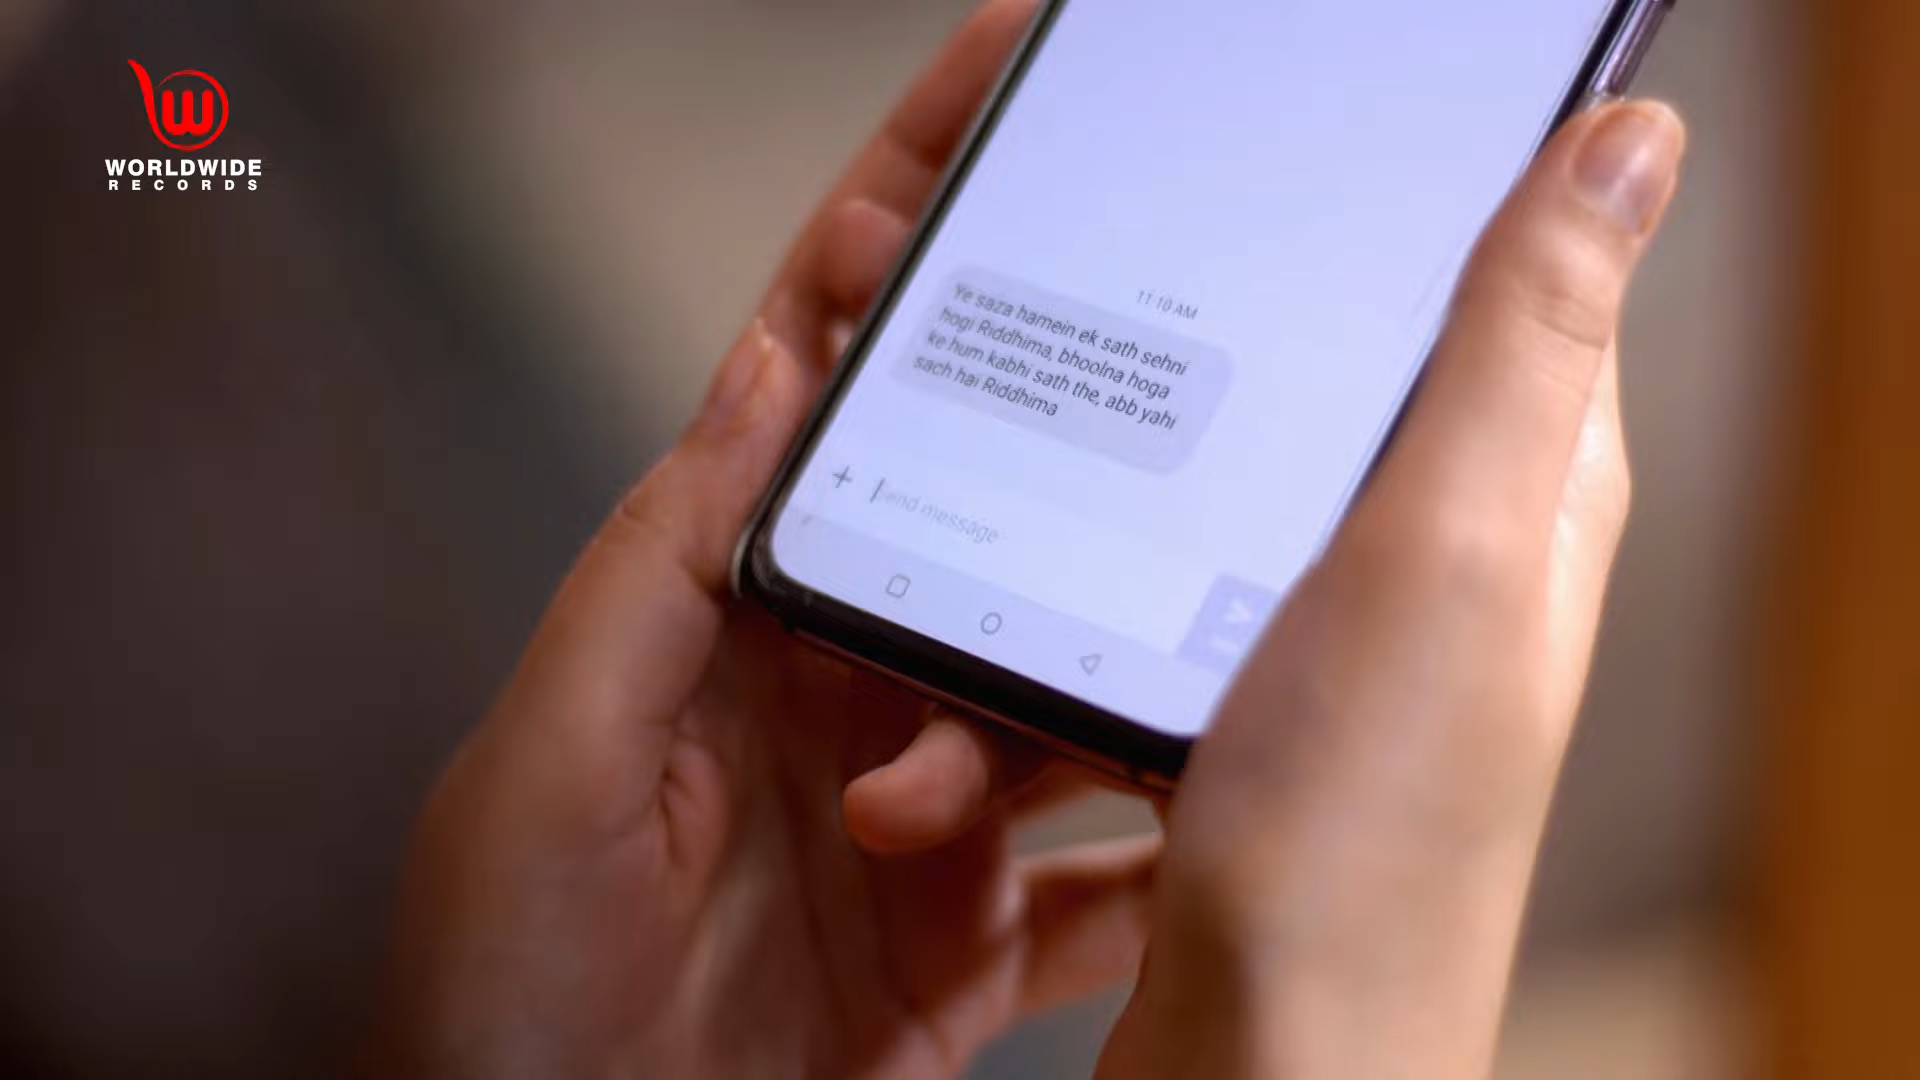 WORLDWIDE
RECORDS
11:10 AM
Ye saza hamein ek sath sehni
hogi Riddhima, bhoolna hoga
ke hum kabhi sath the, abb yahi
sach hai Riddhima
Send message